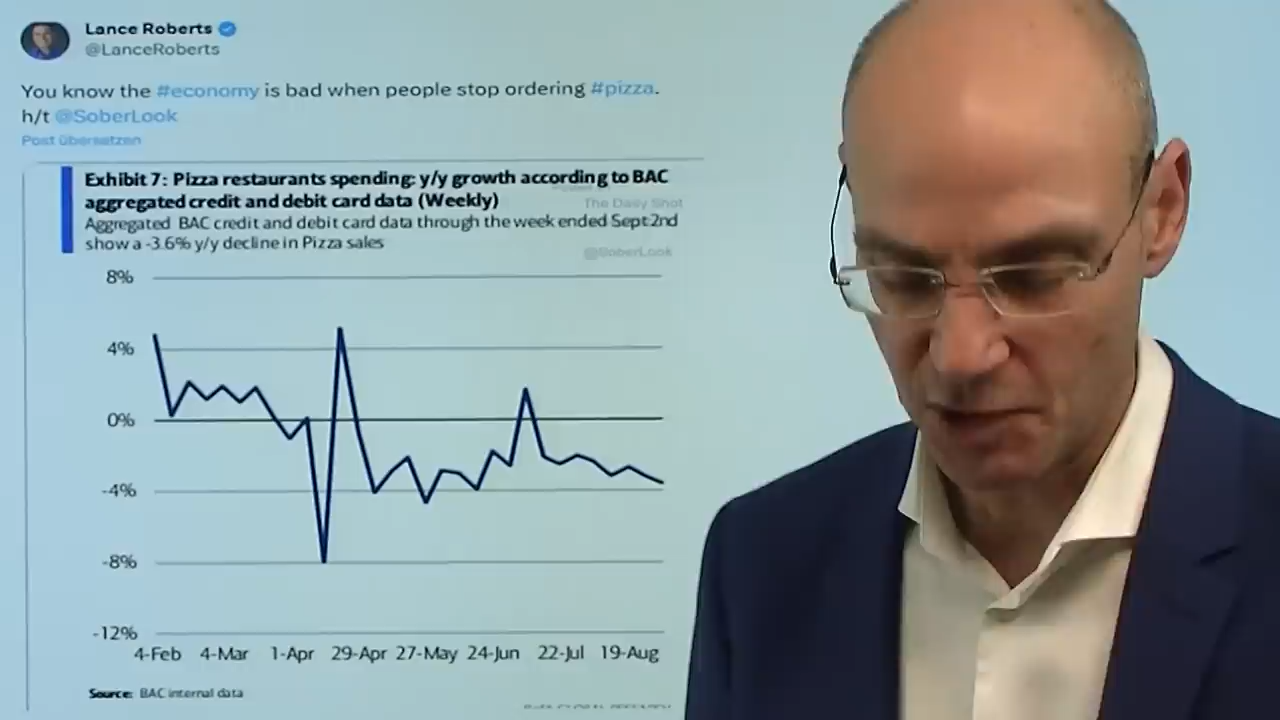 Lance Roberts
@LanceRoberts
You know the #economy is bad when people stop ordering #pizza.
h/t @SoberLook
Post übersetzen
Exhibit 7: Pizza restaurants spending: y/y growth according to BAC
aggregated credit and debit card data (Weekly)
The Daily Shot
Aggregated BAC credit and debit card data through the week ended Sept 2nd
show a -3.6% y/y decline in Pizza sales
@SoberLook
8%
4%
0%
-4%
-8%
-12%
4-Feb 4-Mar 1-Apr 29-Apr 27-May 24-Jun 22-Jul 19-Aug
Source: BAC internal data